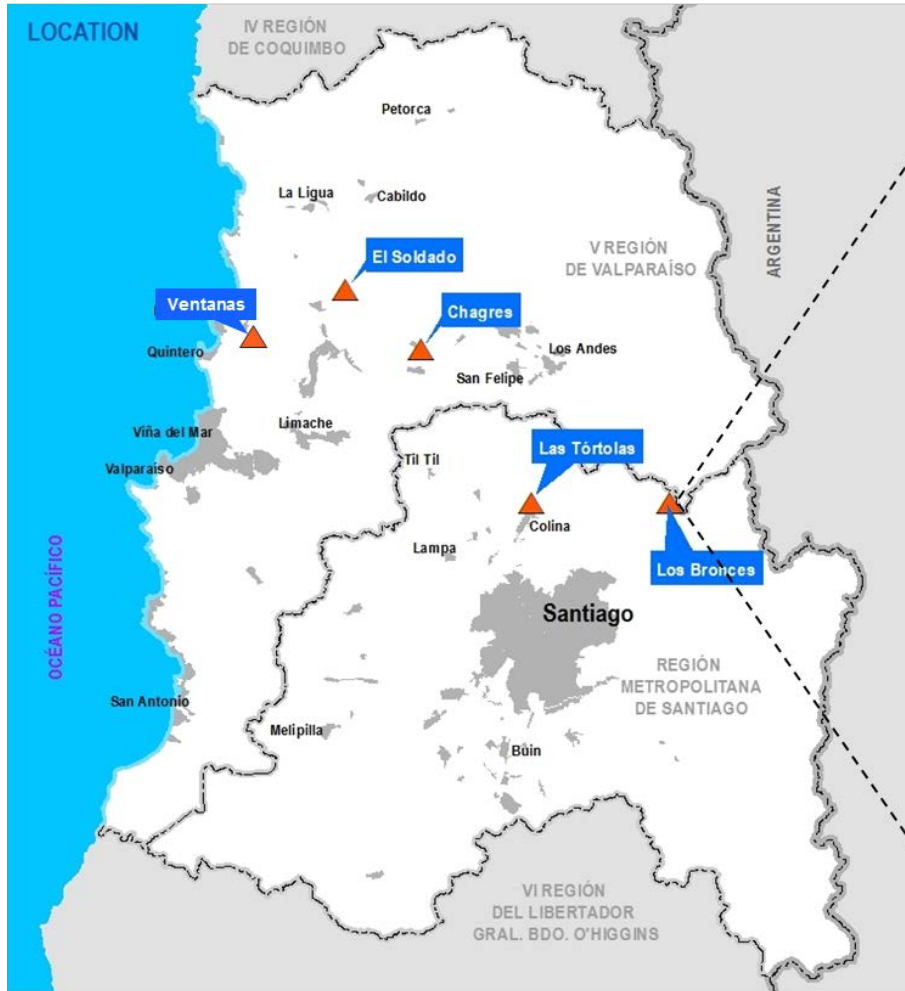 LOCATION
IV REGIÓN
DE COQUIMBO
Petorca
La Ligua
Cabildo
ARGENTINA
El Soldado
V REGIÓN
DE VALPARAÍSO
Ventanas
Chagres
Quintero
Los Andes
San Felipe
Viña del Mar
Limache
Valparaíso
Til Til
Las Tórtolas
Colina
Lampa
Los Bronces
OCÉANO PACÍFICO
Santiago
REGIÓN
METROPOLITANA
DE SANTIAGO
San Antonio
Melipilla
Büin
VI REGIÓN
DEL LIBERTADOR
GRAL. BDO. O'HIGGINS